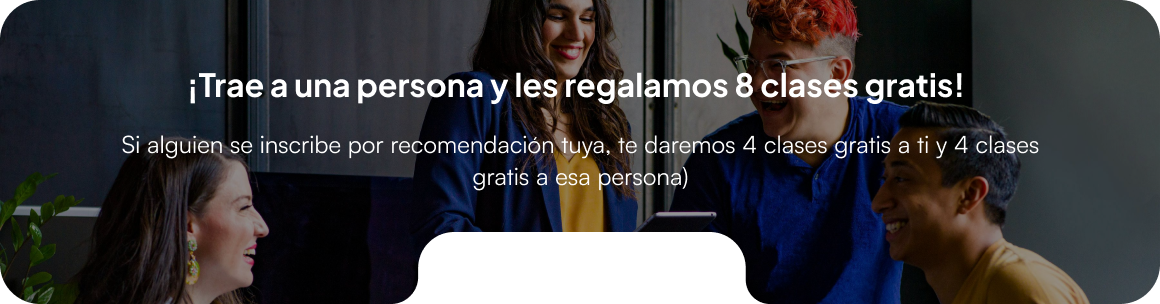 ¡Trae a una persona y les regalamos 8 clases gratis!
Si alguien se inscribe por recomendación tuya, te daremos 4 clases gratis a ti y 4 clases
gratis a esa persona)